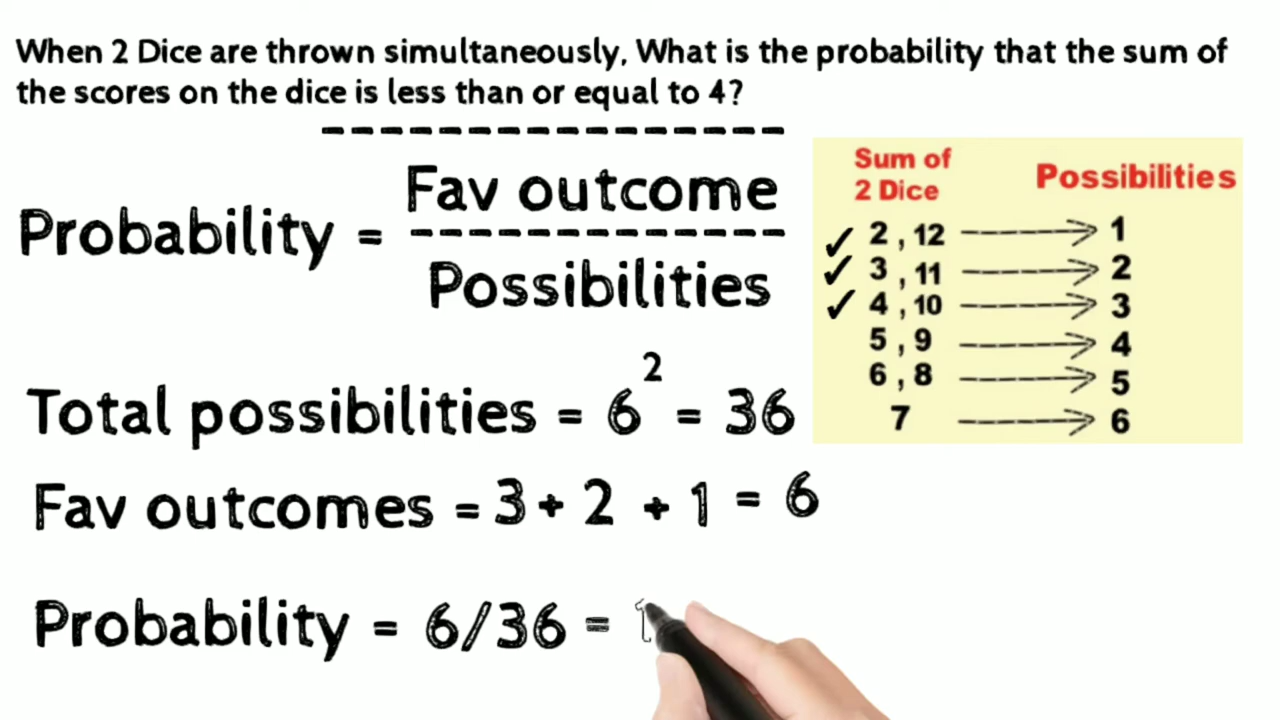 When 2 Dice are thrown simultaneously, What is the probability that the sum of
the scores on the dice is less than or equal to 4?
Probability = Fav outcome
Possibilities
Sum of
2 Dice
Possibilities
✓ 2 , 12 → 1
✓ 3 , 11 → 2
✓ 4 , 10 → 3
5 , 9 → 4
6 , 8 → 5
7 → 6
Total possibilities = 6² = 36
Fav outcomes = 3 + 2 + 1 = 6
Probability = 6/36 =